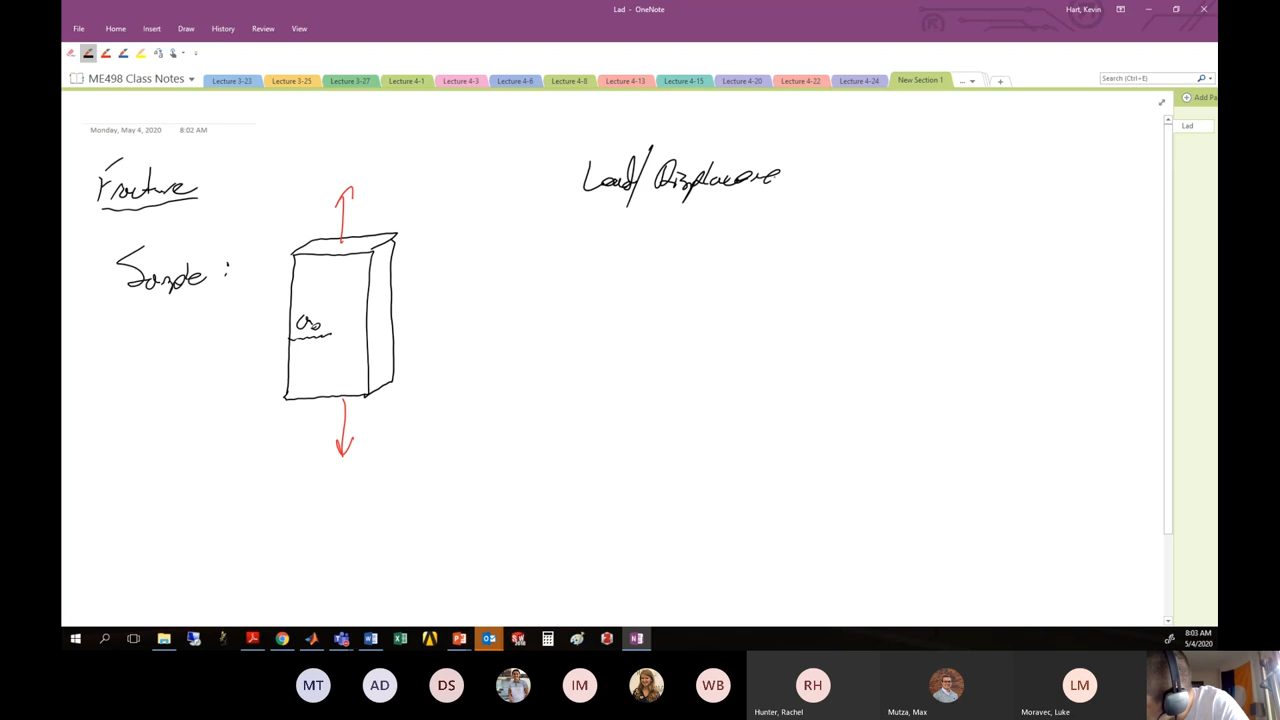 Lad - OneNote
Hart, Kevin
File Home Insert Draw History Review View
ME498 Class Notes
Lecture 3-23 Lecture 3-25 Lecture 3-27 Lecture 4-1 Lecture 4-3 Lecture 4-6 Lecture 4-8 Lecture 4-13 Lecture 4-15 Lecture 4-20 Lecture 4-22 Lecture 4-24 New Section 1 ...
Search (Ctrl+E)
Add Pa
Lad
Monday, May 4, 2020 8:02 AM
Fracture
Load/Displaceme
Sample :
a₀
8:03 AM
5/4/2020
MT AD DS IM WB RH LM
Hunter, Rachel Mutza, Max Moravec, Luke